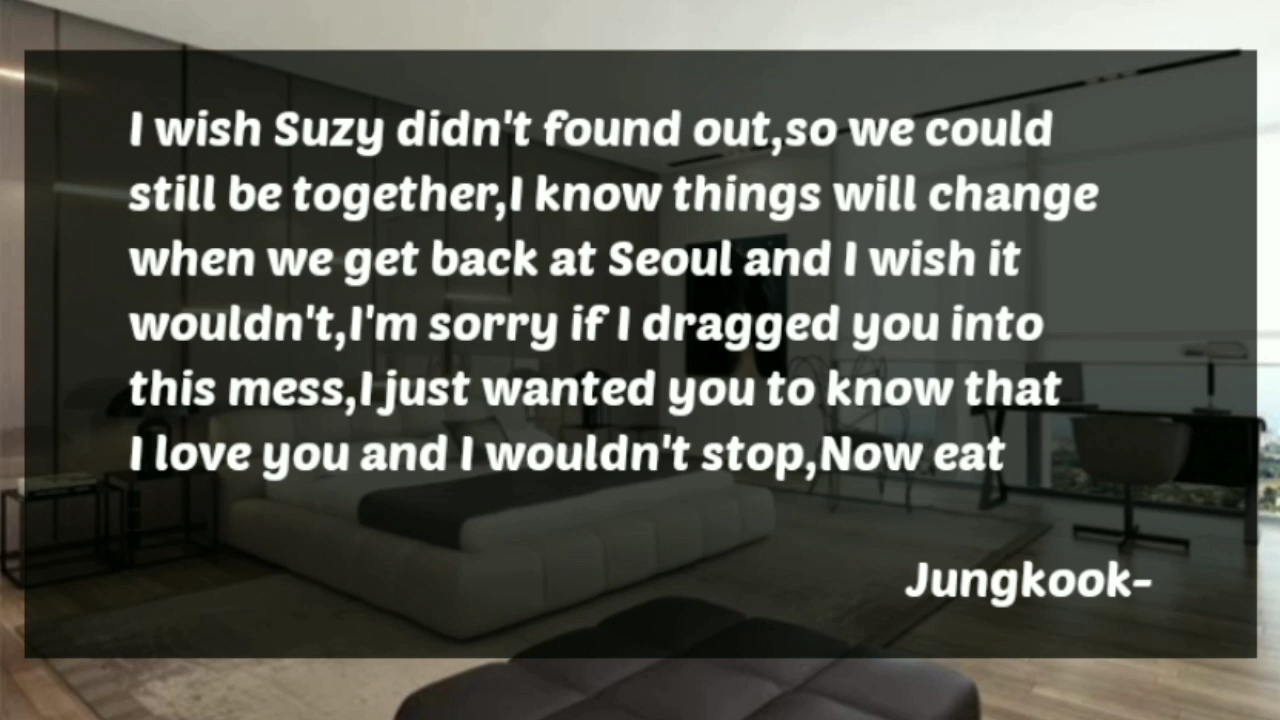 I wish Suzy didn't found out,so we could
still be together,I know things will change
when we get back at Seoul and I wish it
wouldn't,I'm sorry if I dragged you into
this mess,I just wanted you to know that
I love you and I wouldn't stop,Now eat
Jungkook-